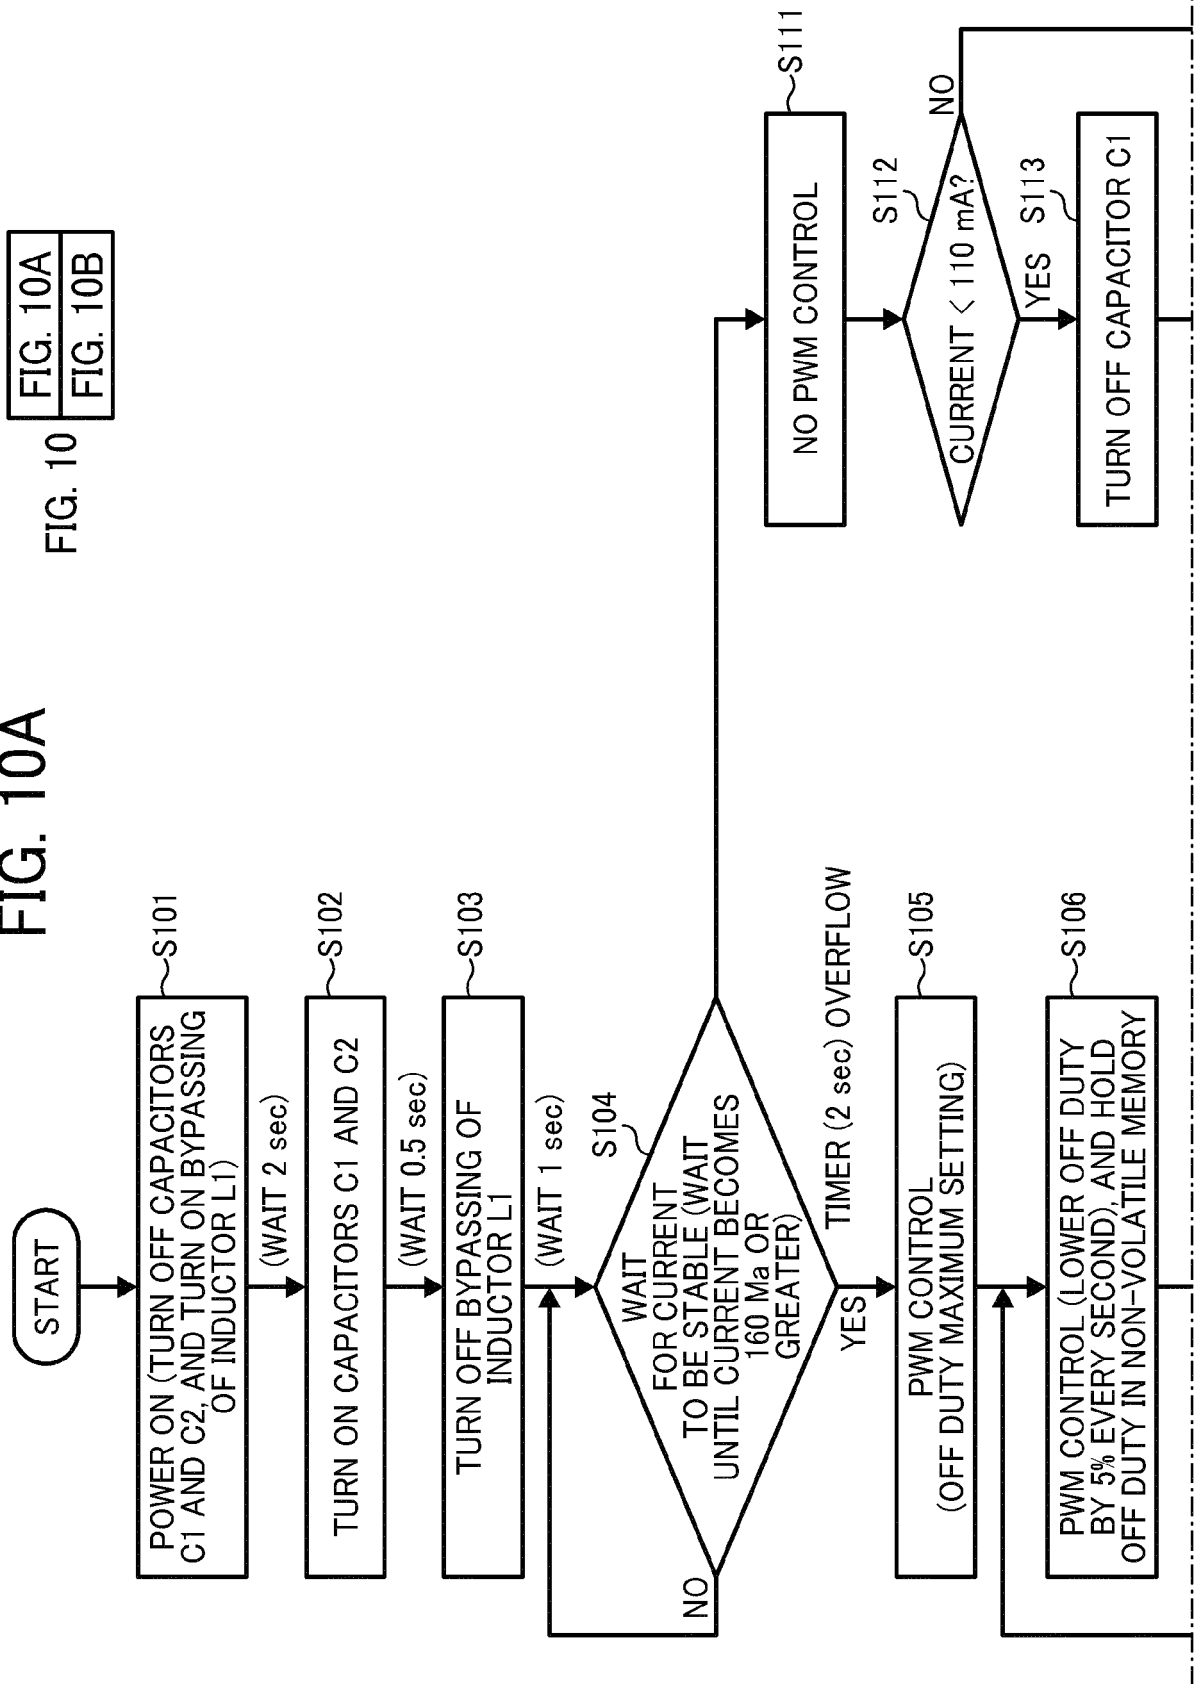 FIG. 10A
FIG. 10
FIG. 10A
FIG. 10B
START
POWER ON (TURN OFF CAPACITORS
C1 AND C2, AND TURN ON BYPASSING
OF INDUCTOR L1)
S101
(WAIT 2 sec)
TURN ON CAPACITORS C1 AND C2
S102
(WAIT 0.5 sec)
TURN OFF BYPASSING OF
INDUCTOR L1
S103
(WAIT 1 sec)
S104
WAIT
FOR CURRENT
TO BE STABLE (WAIT
UNTIL CURRENT BECOMES
160 Ma OR
GREATER)
NO
YES
TIMER (2 sec) OVERFLOW
PWM CONTROL
(OFF DUTY MAXIMUM SETTING)
S105
PWM CONTROL (LOWER OFF DUTY
BY 5% EVERY SECOND), AND HOLD
OFF DUTY IN NON-VOLATILE MEMORY
S106
NO PWM CONTROL
S111
CURRENT < 110 mA?
S112
NO
YES
TURN OFF CAPACITOR C1
S113